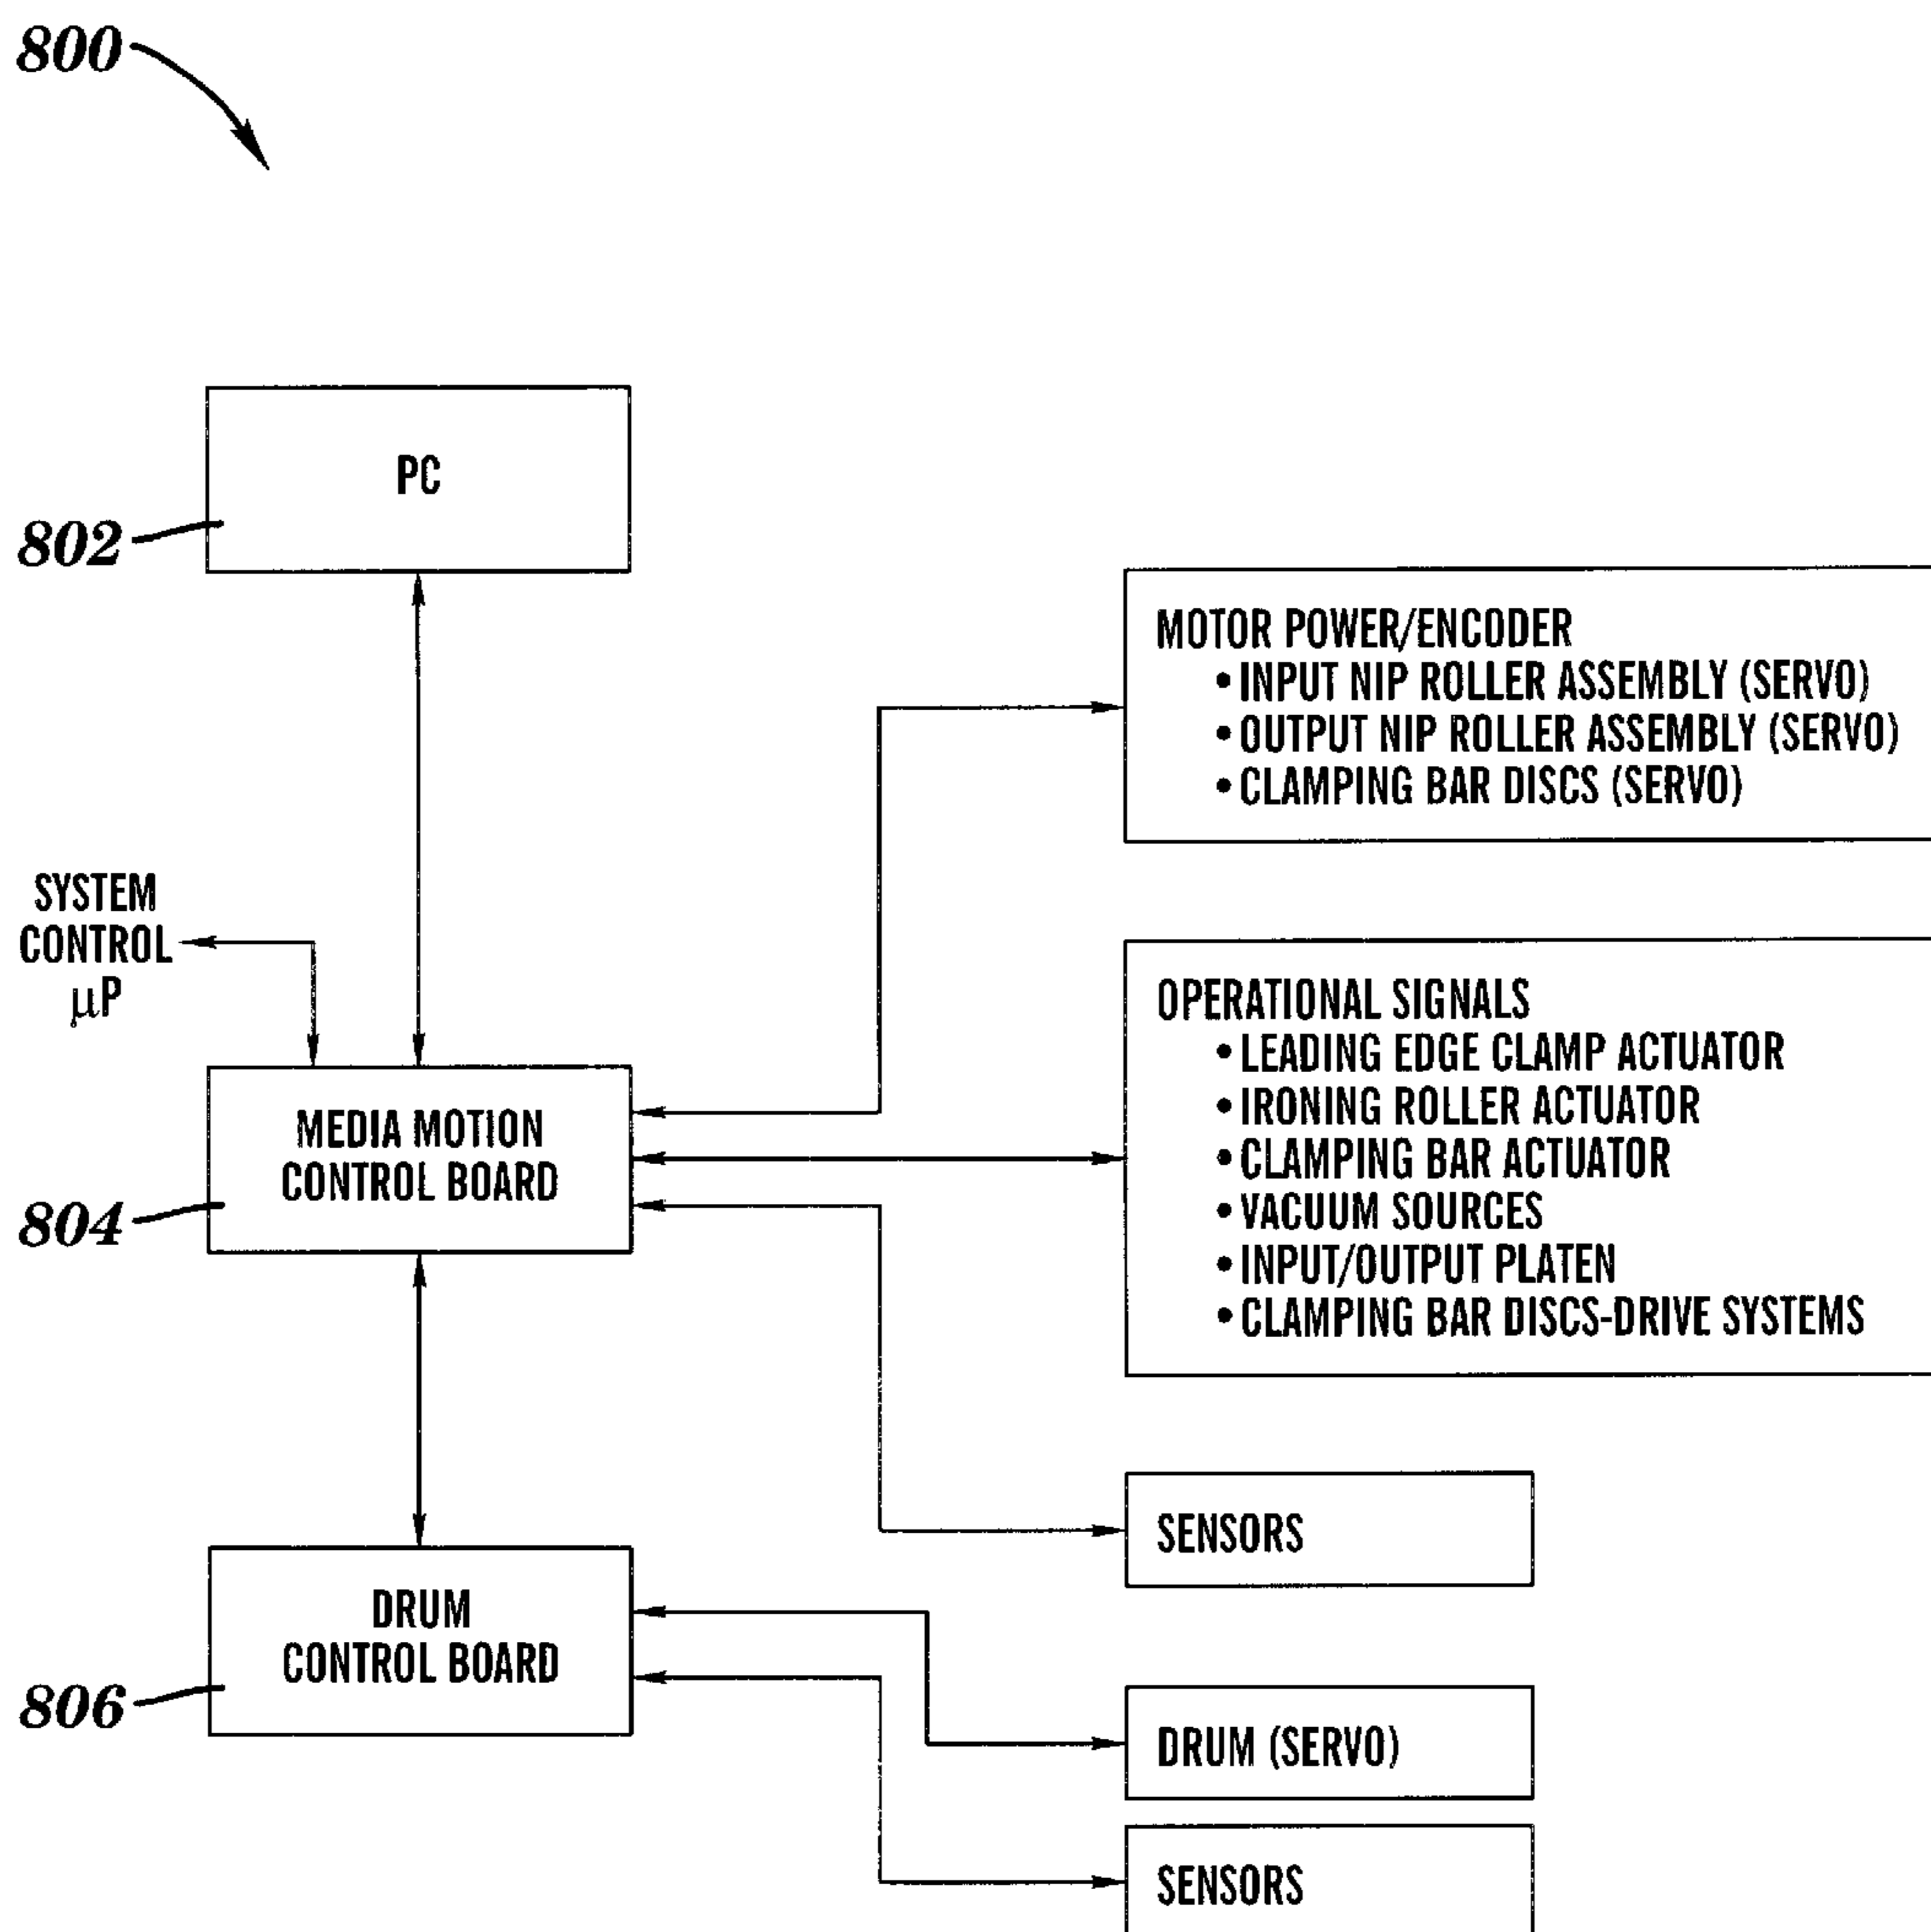 800
PC
802
MOTOR POWER/ENCODER
• INPUT NIP ROLLER ASSEMBLY (SERVO)
• OUTPUT NIP ROLLER ASSEMBLY (SERVO)
• CLAMPING BAR DISCS (SERVO)
SYSTEM
CONTROL
µP
OPERATIONAL SIGNALS
• LEADING EDGE CLAMP ACTUATOR
• IRONING ROLLER ACTUATOR
• CLAMPING BAR ACTUATOR
• VACUUM SOURCES
• INPUT/OUTPUT PLATEN
• CLAMPING BAR DISCS-DRIVE SYSTEMS
MEDIA MOTION
CONTROL BOARD
804
SENSORS
DRUM
CONTROL BOARD
806
DRUM (SERVO)
SENSORS